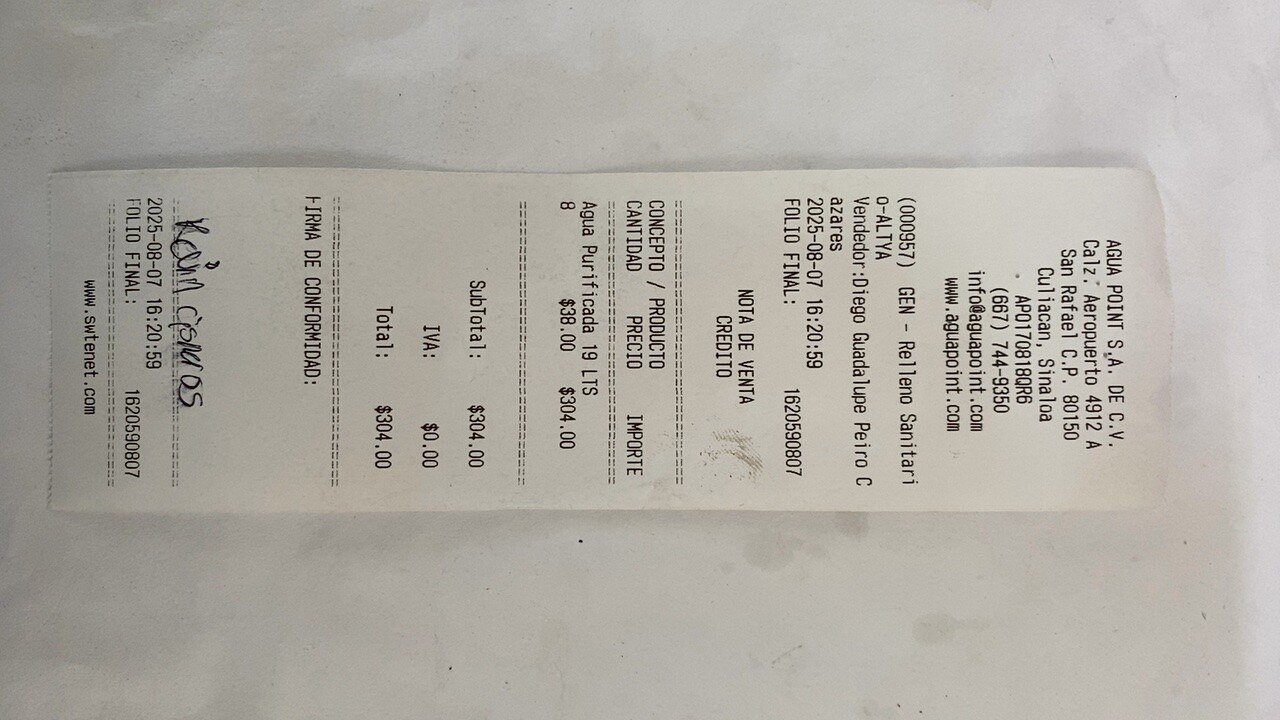 AGUA POINT S.A. DE C.V.
Calz. Aeropuerto 4912 A
San Rafael C.P. 80150
Culiacan, Sinaloa
APO170818QR6
(667) 744-9350
info@aguapoint.com
www.aguapoint.com
(000957) GEN - Relleno Sanitari
o-ALTYA
Vendedor:Diego Guadalupe Peiro C
azares
2025-08-07 16:20:59
FOLIO FINAL: 1620590807
NOTA DE VENTA
CREDITO
CONCEPTO / PRODUCTO
CANTIDAD PRECIO IMPORTE
Agua Purificada 19 LTS
8 $38.00 $304.00
SubTotal: $304.00
IVA: $0.00
Total: $304.00
FIRMA DE CONFORMIDAD:
2025-08-07 16:20:59
FOLIO FINAL: 1620590807
www.swtenet.com